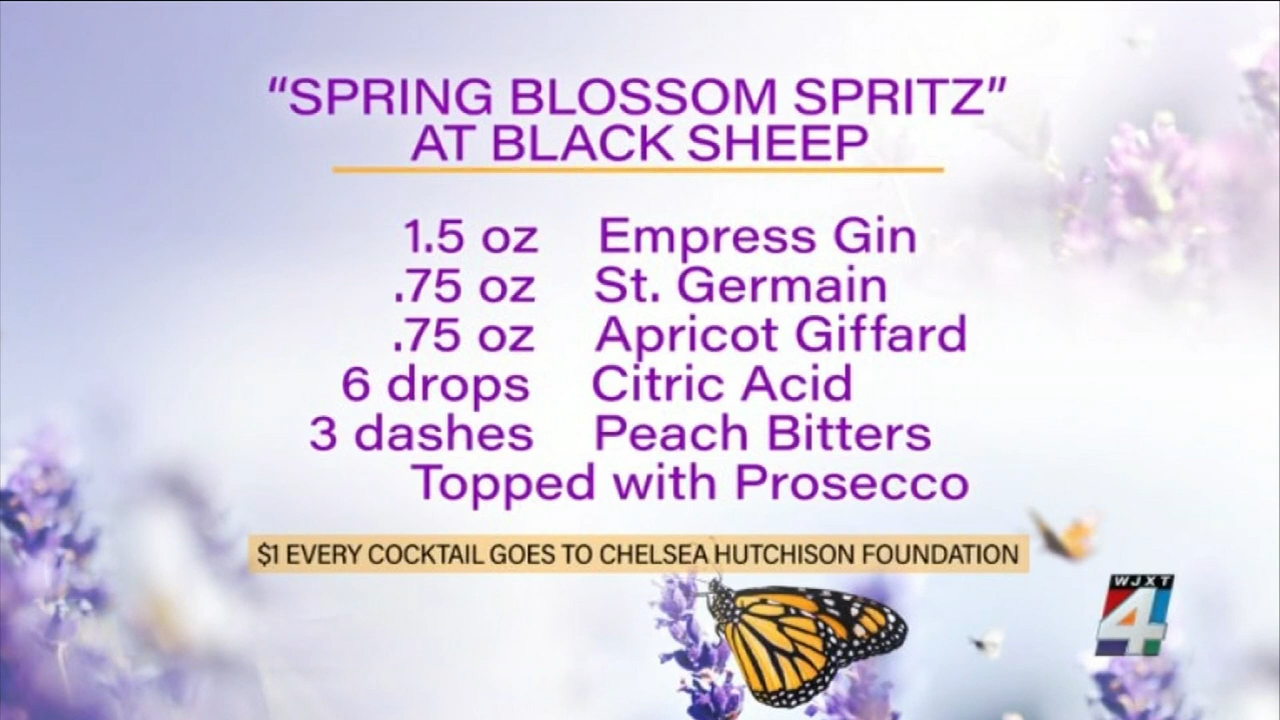 “SPRING BLOSSOM SPRITZ”
AT BLACK SHEEP
1.5 oz Empress Gin
.75 oz St. Germain
.75 oz Apricot Giffard
6 drops Citric Acid
3 dashes Peach Bitters
Topped with Prosecco
$1 EVERY COCKTAIL GOES TO CHELSEA HUTCHISON FOUNDATION
WJXT
4